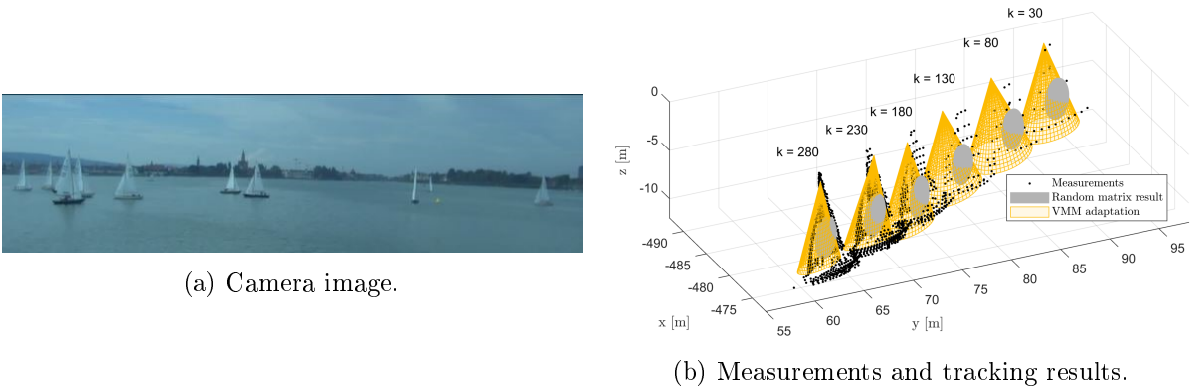 (a) Camera image.
k = 30
k = 80
k = 130
k = 180
k = 230
k = 280
0
-5
-10
z [m]
Measurements
Random matrix result
VMM adaptation
-490
-485
-480
-475
x [m]
55
60
65
70
75
80
85
90
95
y [m]
(b) Measurements and tracking results.